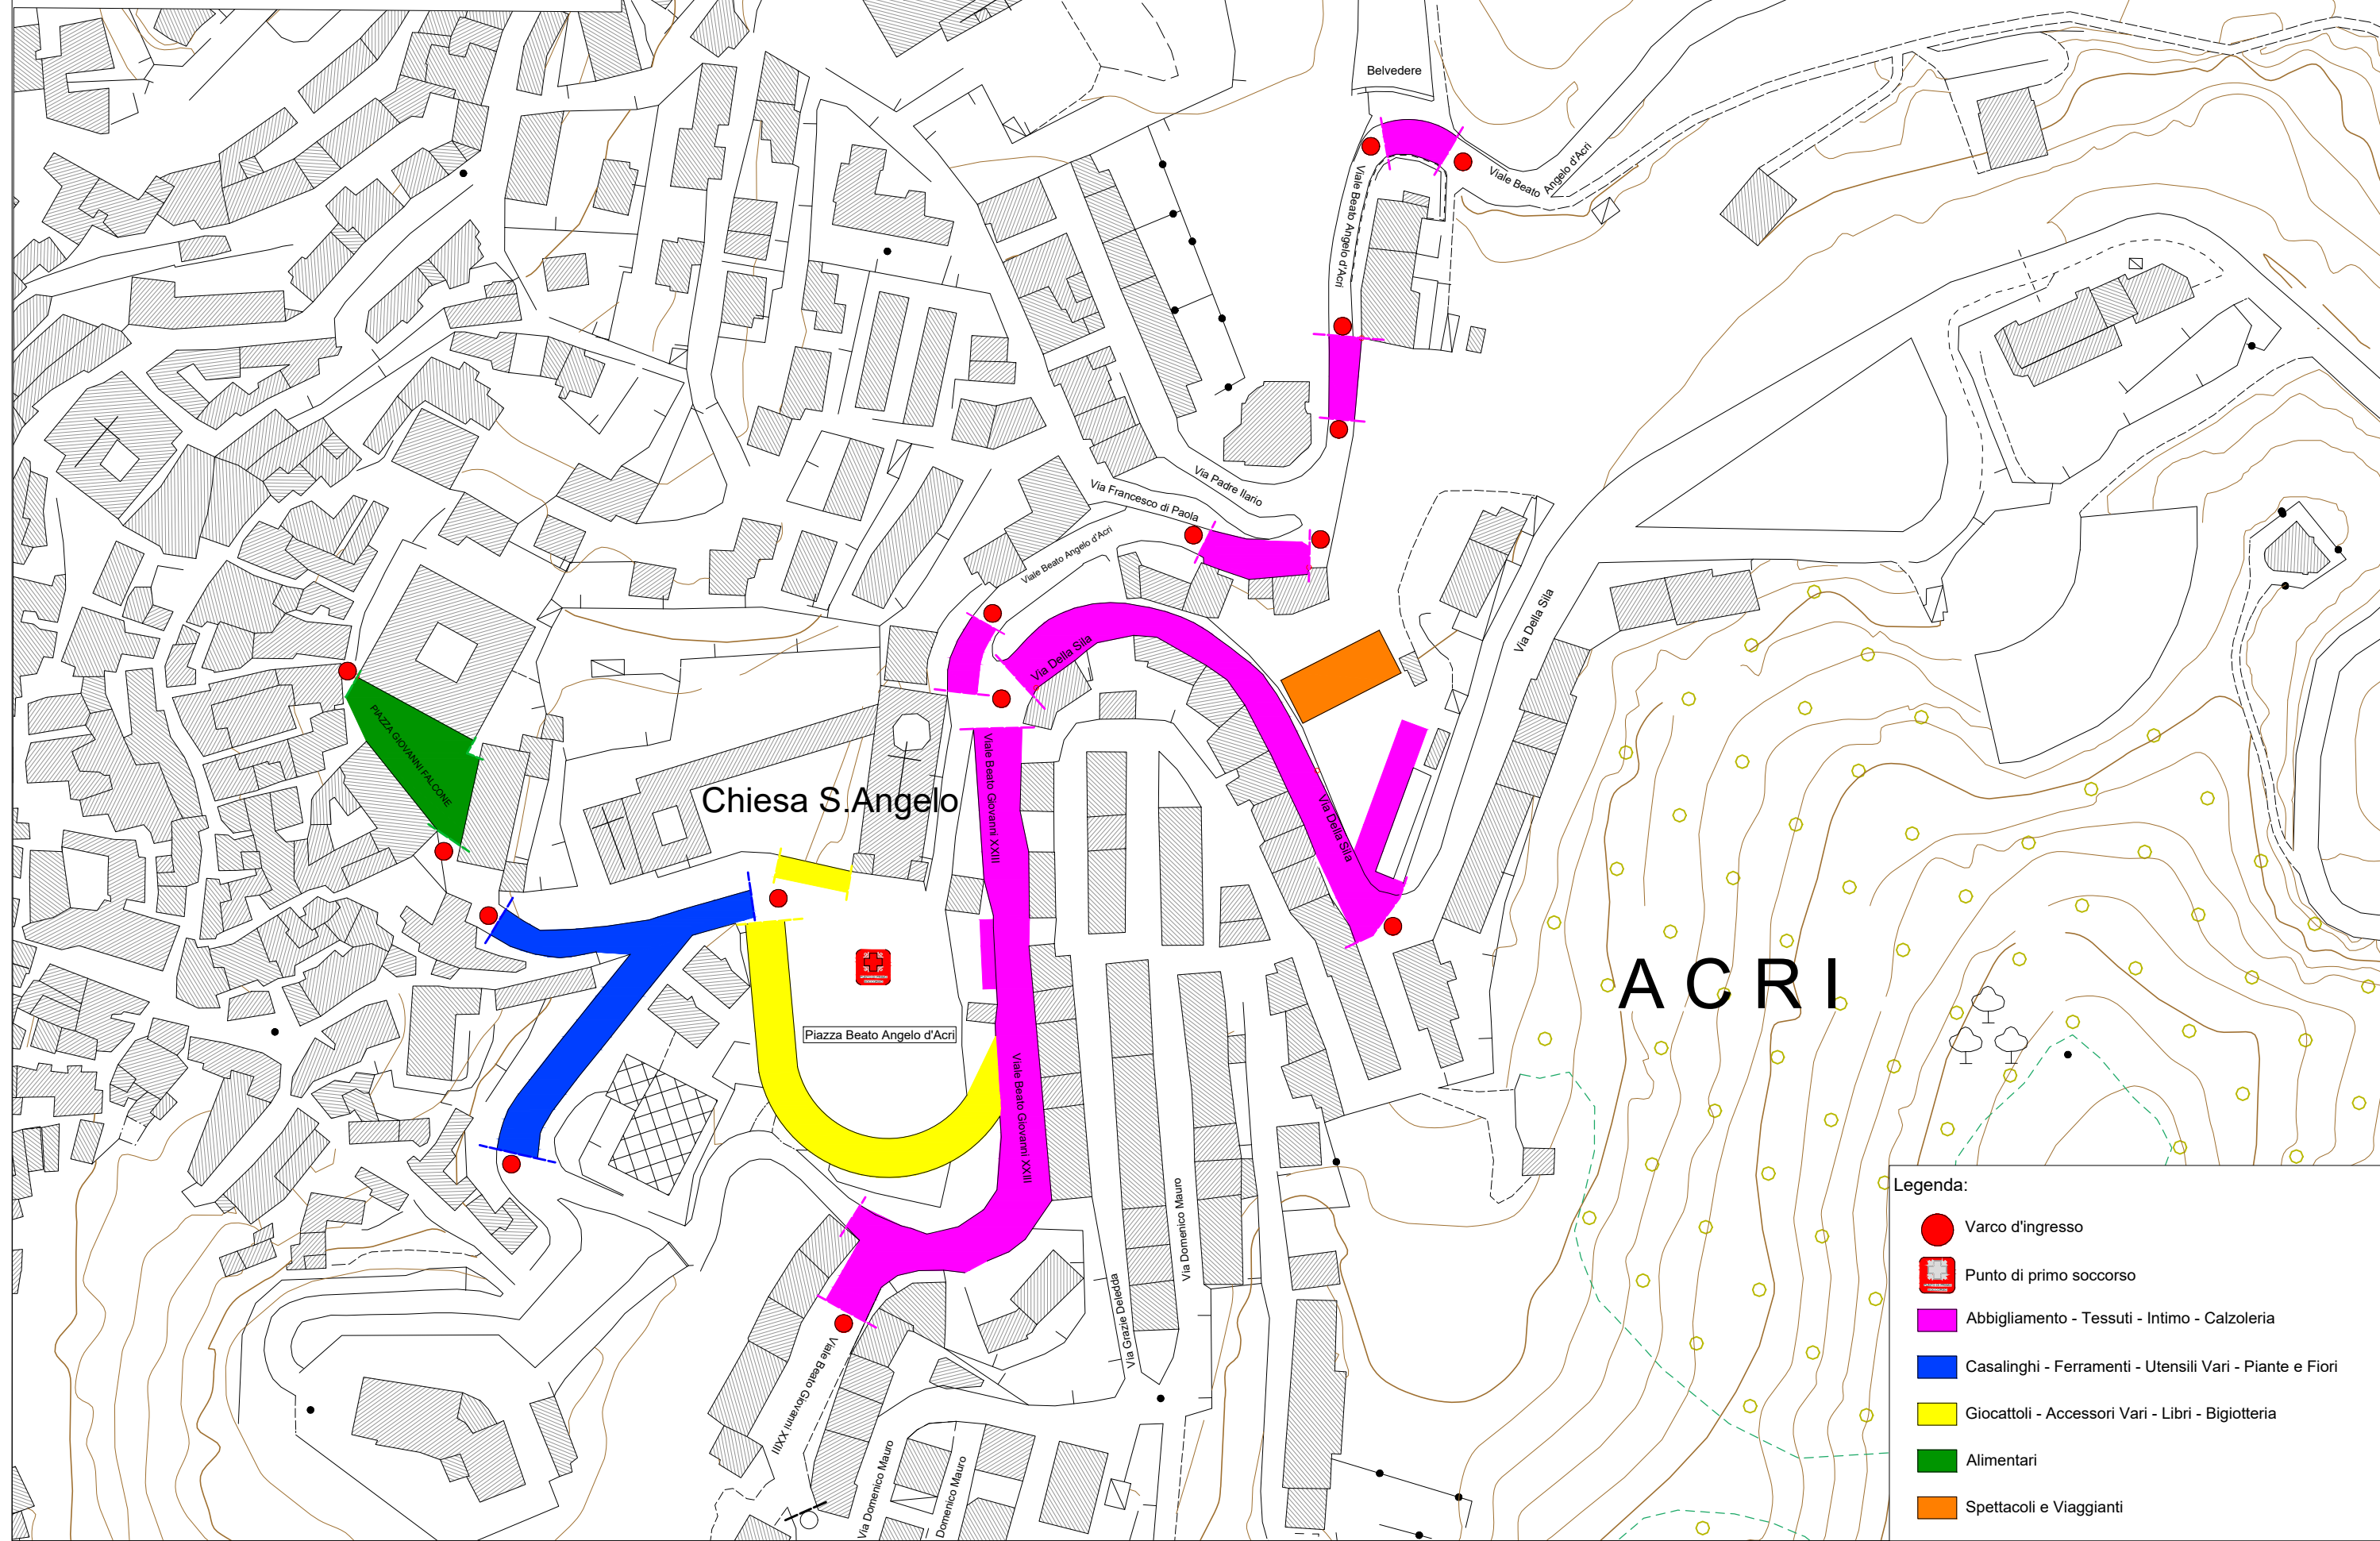 Belvedere
Viale Beato Angelo d'Acri
Viale Beato Angelo d'Acri
Via Padre Ilario
Via Francesco di Paola
Viale Beato Angelo d'Acri
Via Della Sila
Via Della Sila
PIAZZA GIOVANNI FALCONE
Chiesa S.Angelo
Viale Beato Giovanni XXIII
Via Della Sila
ACRI
Piazza Beato Angelo d'Acri
Viale Beato Giovanni XXIII
Via Domenico Mauro
Via Grazie Deledda
Viale Beato Giovanni XXIII
Via Domenico Mauro
Domenico Mauro
Legenda:
Varco d'ingresso
Punto di primo soccorso
Abbigliamento - Tessuti - Intimo - Calzoleria
Casalinghi - Ferramenti - Utensili Vari - Piante e Fiori
Giocattoli - Accessori Vari - Libri - Bigiotteria
Alimentari
Spettacoli e Viaggianti